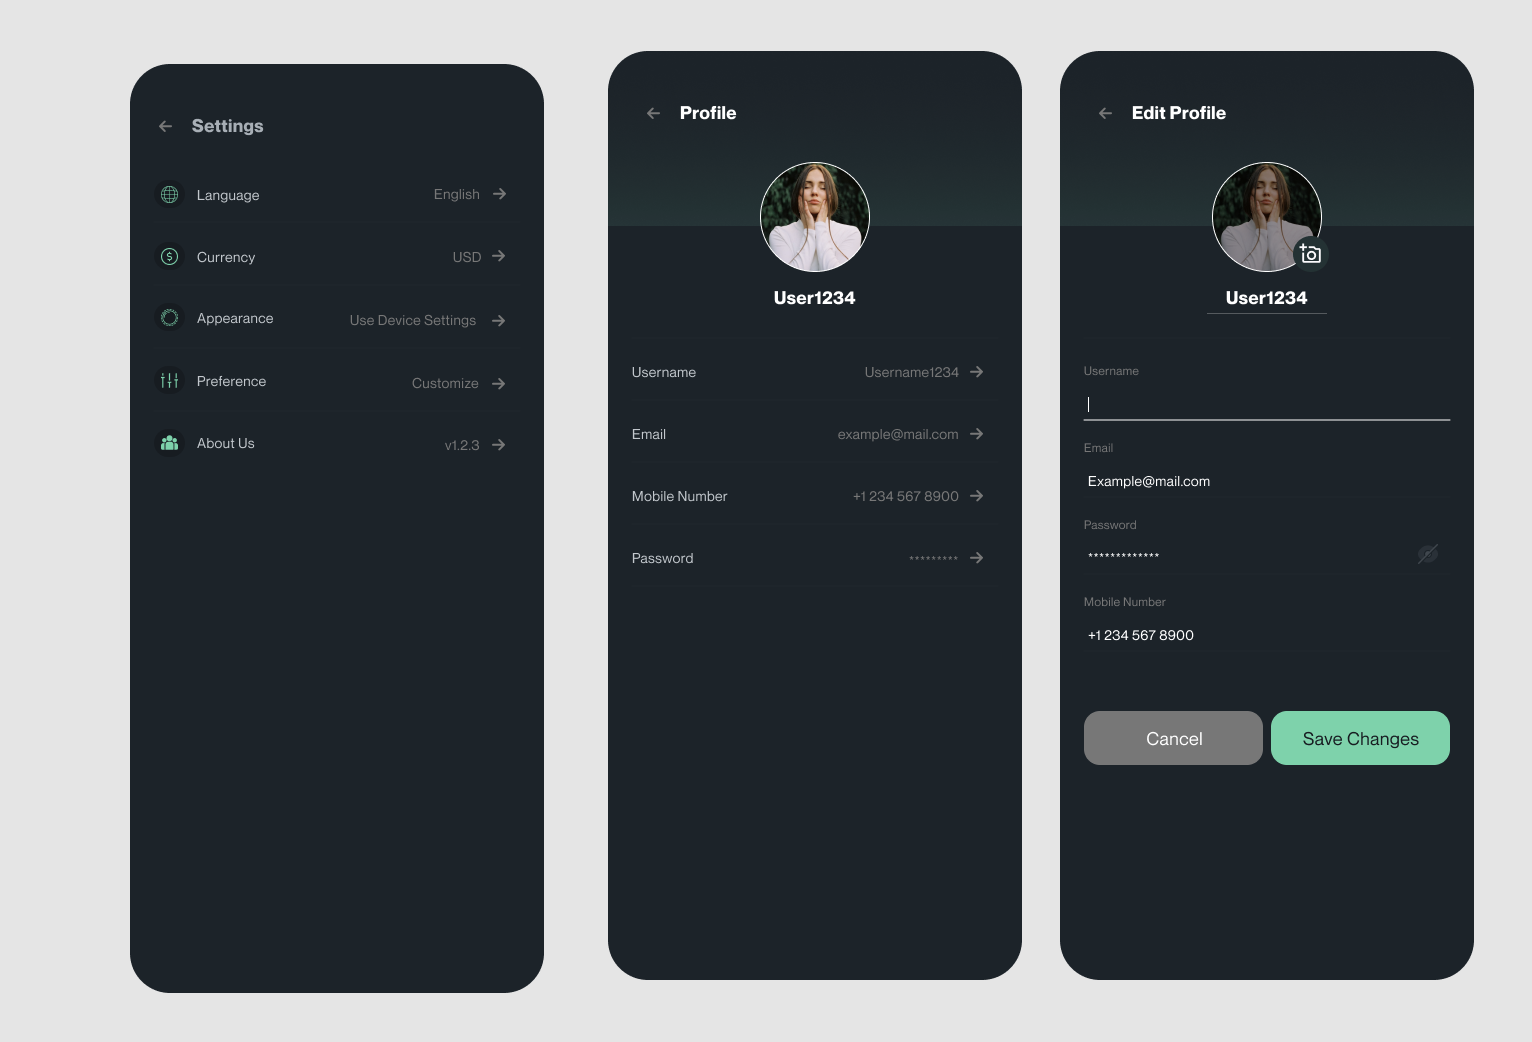 Settings
Language English
Currency USD
Appearance Use Device Settings
Preference Customize
About Us v1.2.3
Profile
User1234
Username Username1234
Email example@mail.com
Mobile Number +1 234 567 8900
Password *********
Edit Profile
User1234
Username
Email
Example@mail.com
Password
*************
Mobile Number
+1 234 567 8900
Cancel Save Changes